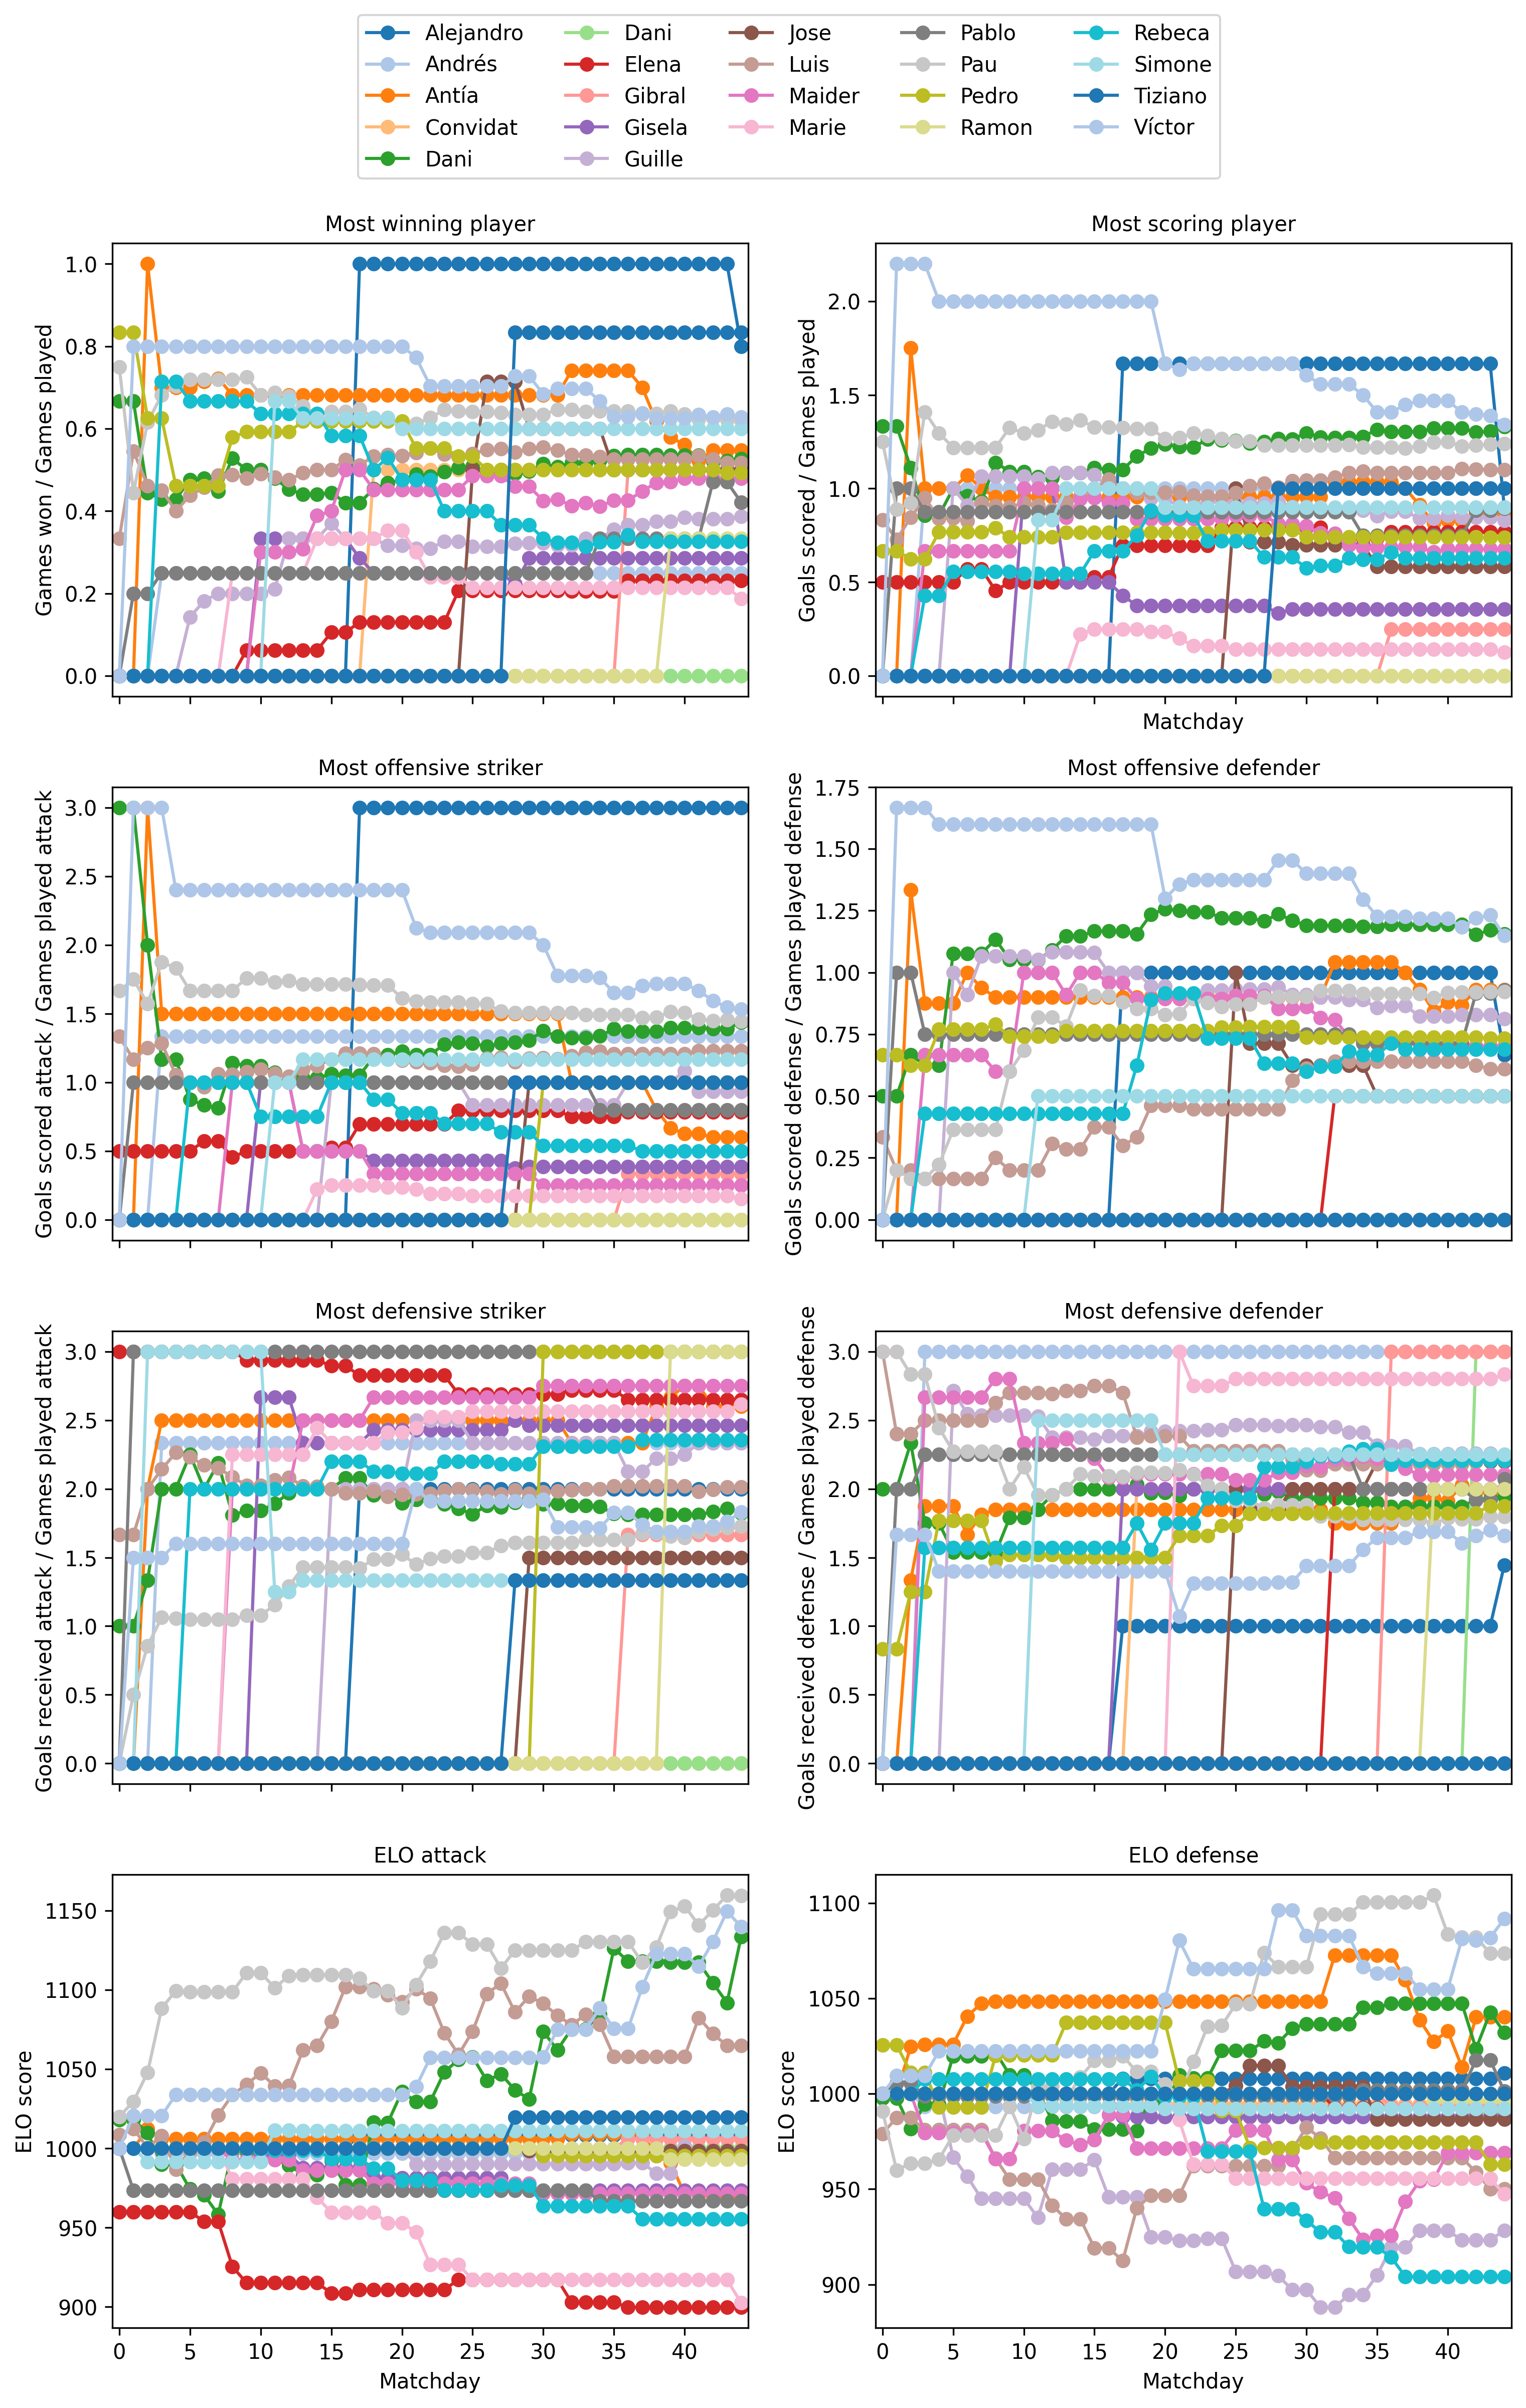 Alejandro Dani Jose Pablo Rebeca
Andrés Elena Luis Pau Simone
Antía Gibral Maider Pedro Tiziano
Convidat Gisela Marie Ramon Víctor
Dani Guille
Most winning player
Games won / Games played
1.0
0.8
0.6
0.4
0.2
0.0
Most scoring player
Goals scored / Games played
2.0
1.5
1.0
0.5
0.0
Matchday
Most offensive striker
Goals scored attack / Games played attack
3.0
2.5
2.0
1.5
1.0
0.5
0.0
Most offensive defender
Goals scored defense / Games played defense
1.75
1.50
1.25
1.00
0.75
0.50
0.25
0.00
Most defensive striker
Goals received attack / Games played attack
3.0
2.5
2.0
1.5
1.0
0.5
0.0
Most defensive defender
Goals received defense / Games played defense
3.0
2.5
2.0
1.5
1.0
0.5
0.0
ELO attack
ELO score
1150
1100
1050
1000
950
900
0 5 10 15 20 25 30 35 40
Matchday
ELO defense
ELO score
1100
1050
1000
950
900
0 5 10 15 20 25 30 35 40
Matchday